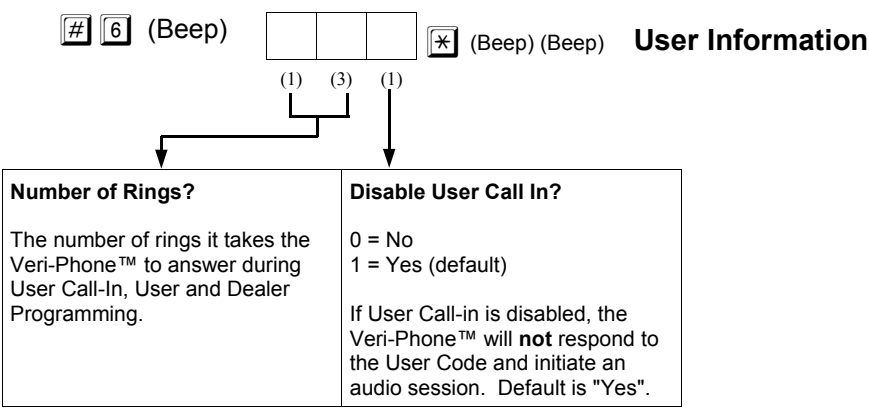 # 6 (Beep) * (Beep) (Beep) User Information
(1) (3) (1)
Number of Rings?
The number of rings it takes the
Veri-Phone™ to answer during
User Call-In, User and Dealer
Programming.
Disable User Call In?
0 = No
1 = Yes (default)
If User Call-in is disabled, the
Veri-Phone™ will not respond to
the User Code and initiate an
audio session. Default is "Yes".